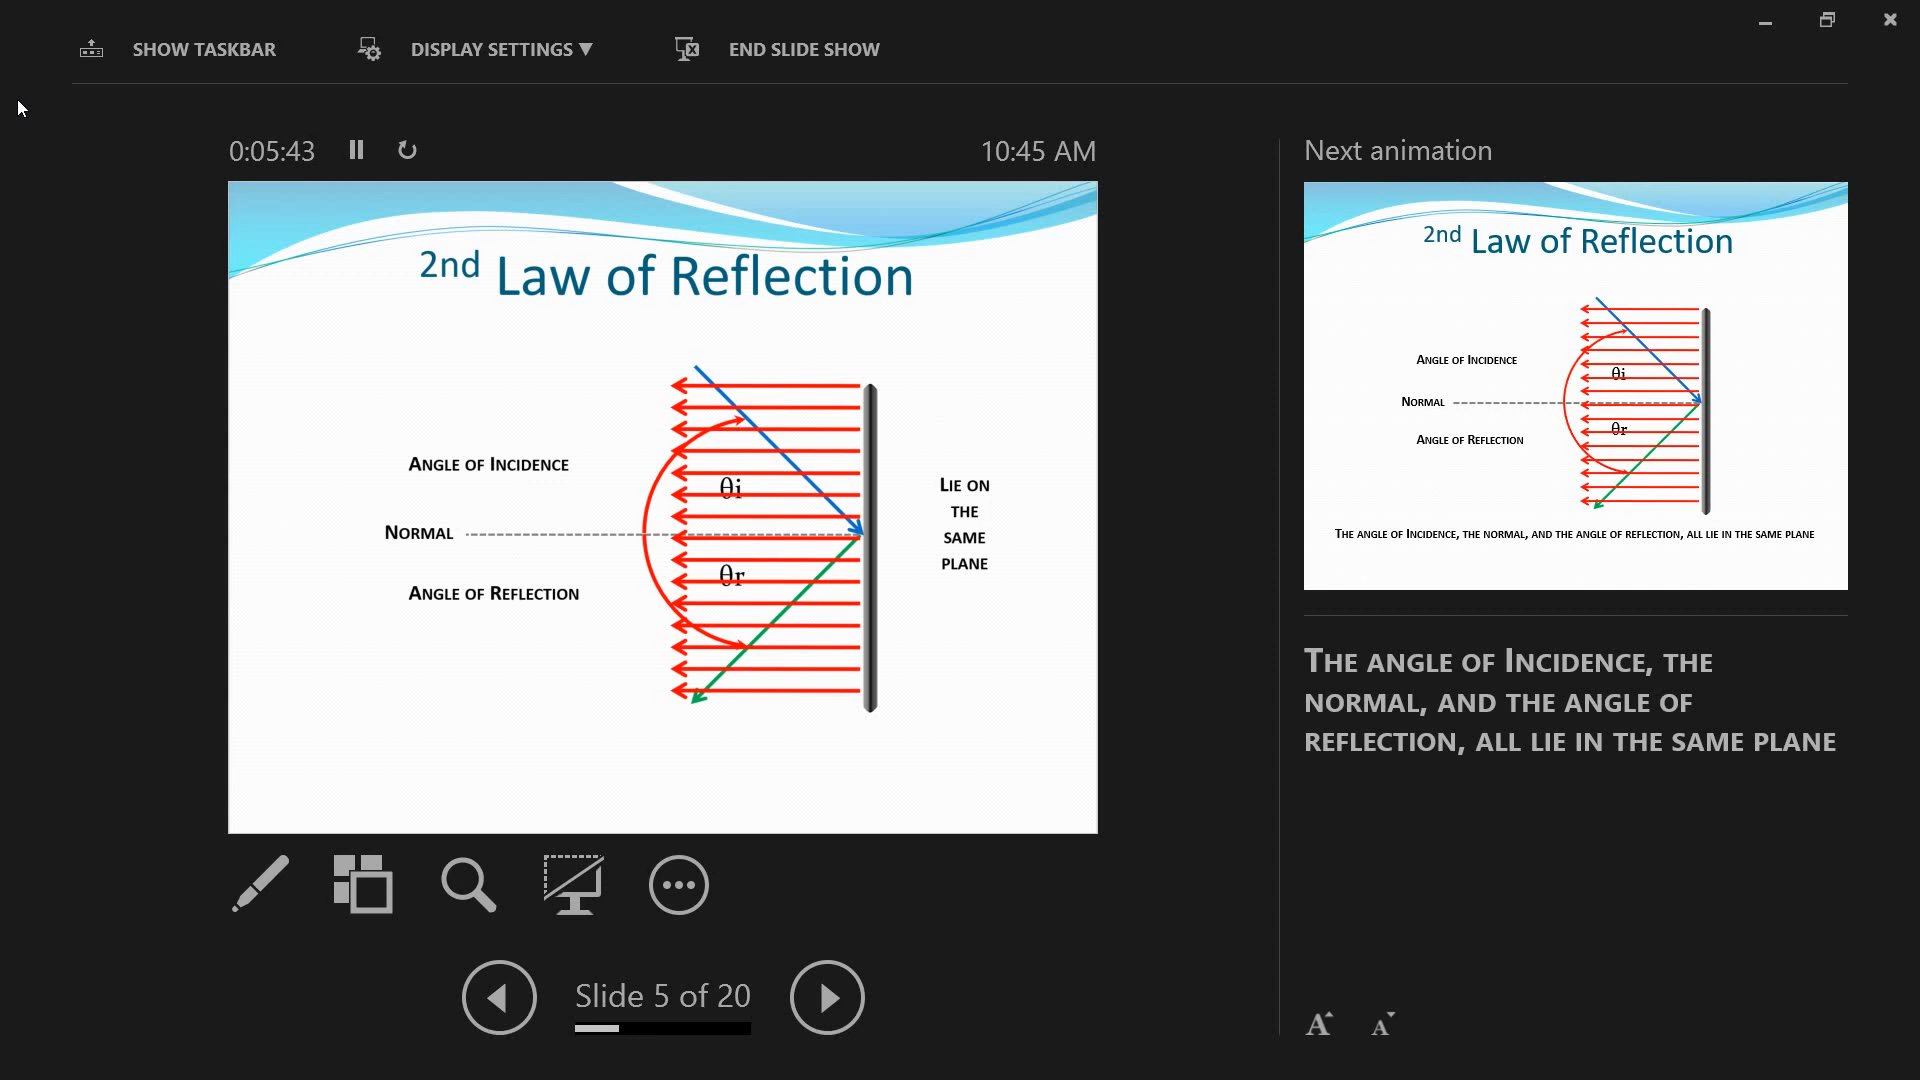 SHOW TASKBAR
DISPLAY SETTINGS ▼
END SLIDE SHOW
0:05:43
10:45 AM
2nd Law of Reflection
ANGLE OF INCIDENCE
θi
NORMAL
θr
ANGLE OF REFLECTION
LIE ON
THE
SAME
PLANE
Slide 5 of 20
Next animation
2nd Law of Reflection
ANGLE OF INCIDENCE
θi
NORMAL
θr
ANGLE OF REFLECTION
THE ANGLE OF INCIDENCE, THE NORMAL, AND THE ANGLE OF REFLECTION, ALL LIE IN THE SAME PLANE
THE ANGLE OF INCIDENCE, THE
NORMAL, AND THE ANGLE OF
REFLECTION, ALL LIE IN THE SAME PLANE
A A